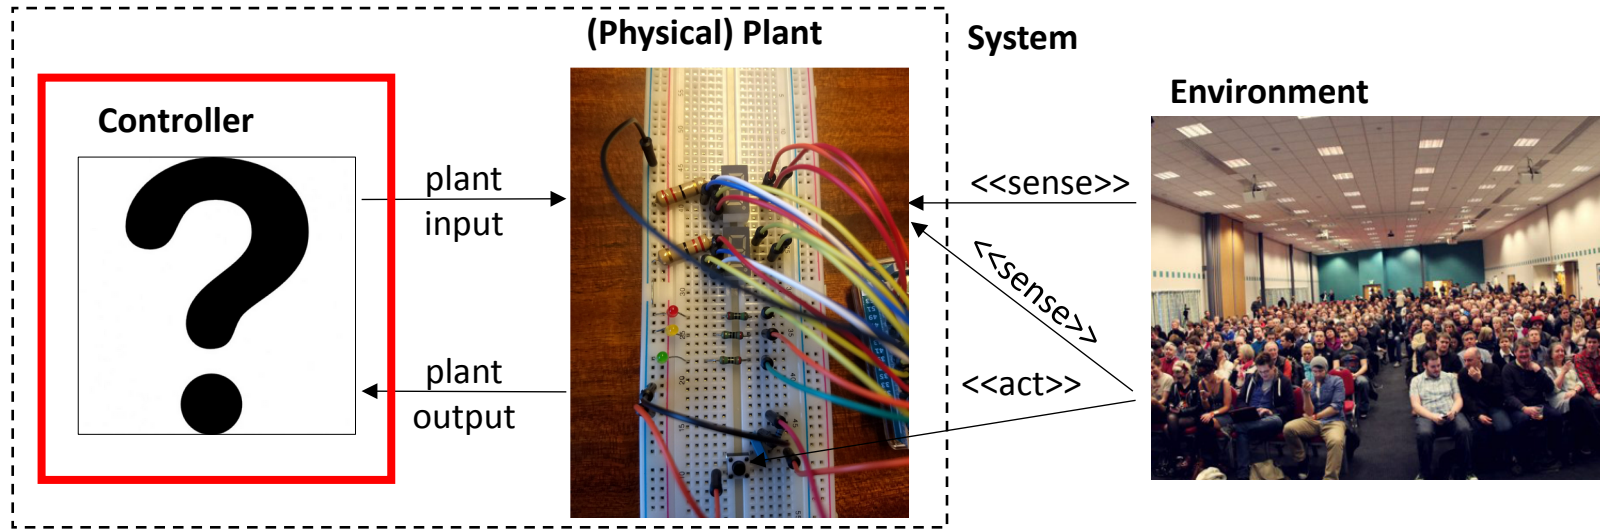 (Physical) Plant
System
Controller
Environment
plant
input
<<sense>>
<<sense>>
plant
output
<<act>>